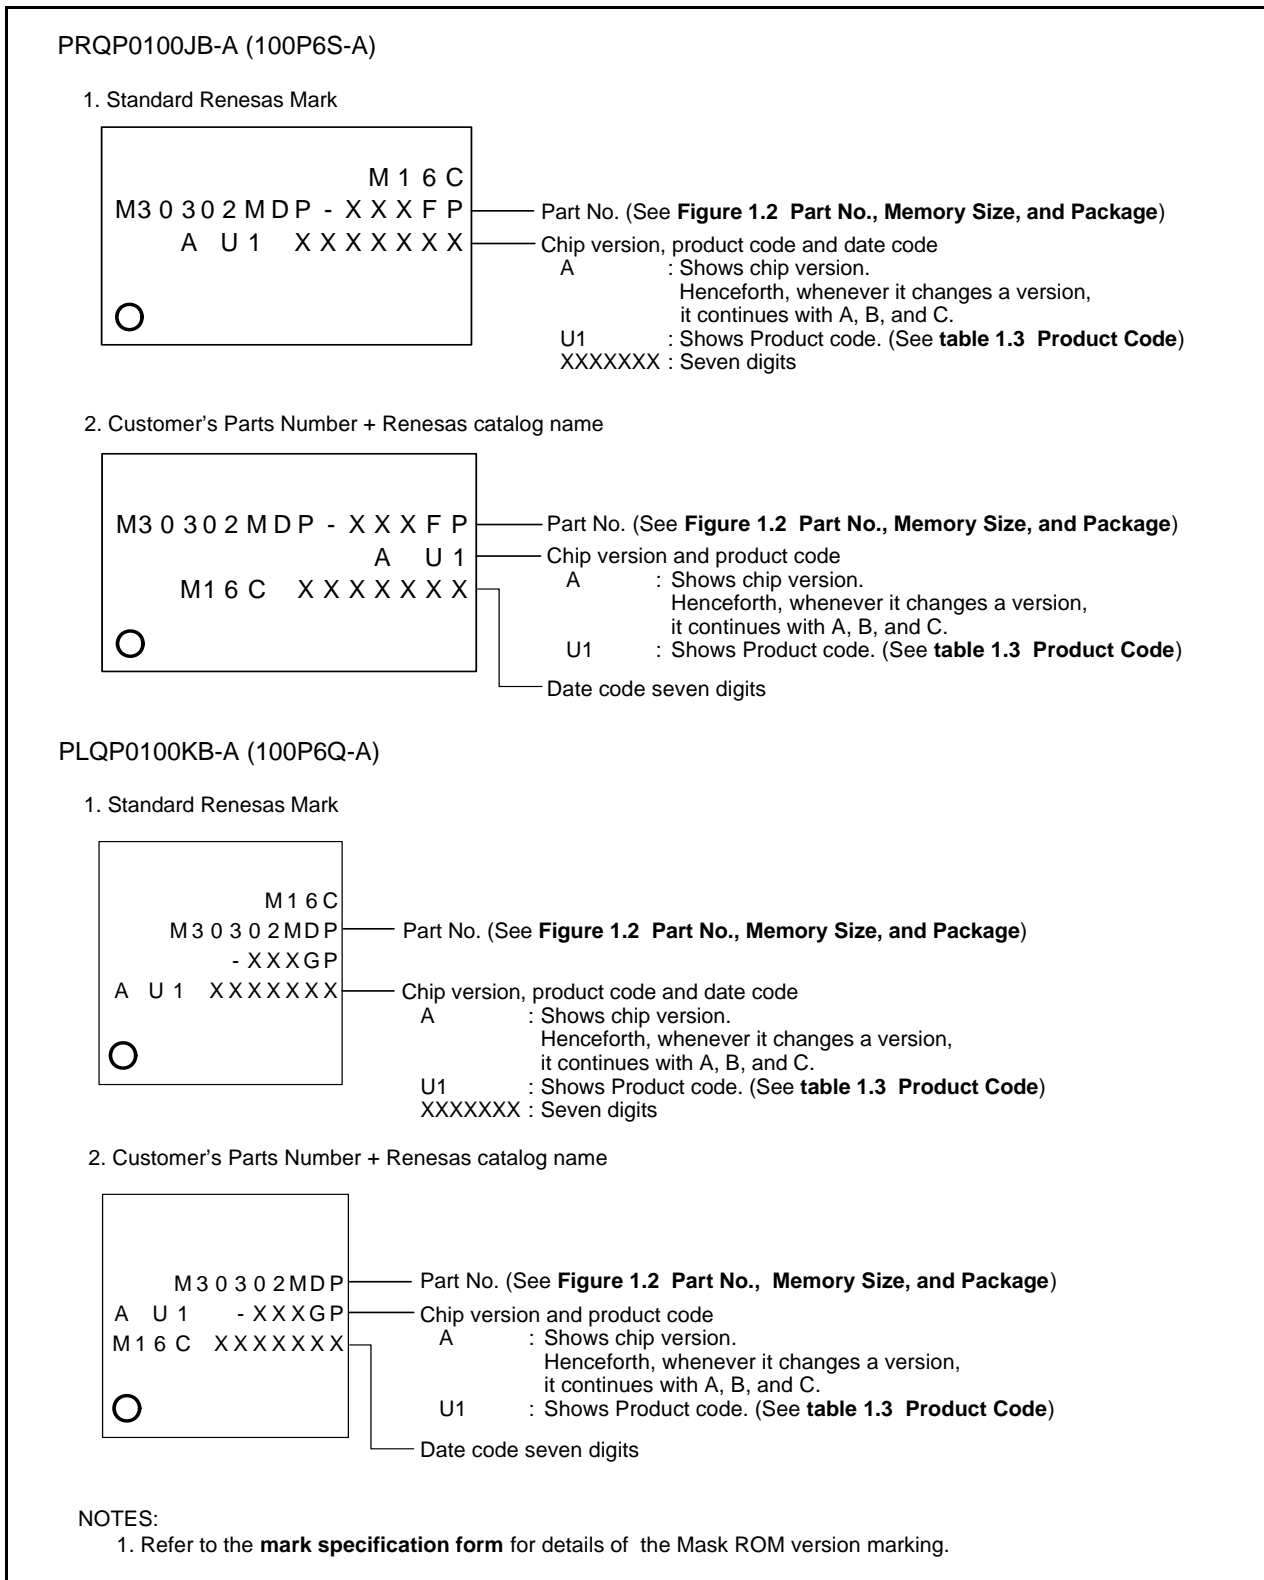 PRQP0100JB-A (100P6S-A)
1. Standard Renesas Mark
M16C
M30302MDP-XXXFP
Part No. (See Figure 1.2 Part No., Memory Size, and Package)
A U1 XXXXXXX
Chip version, product code and date code
A : Shows chip version.
Henceforth, whenever it changes a version,
it continues with A, B, and C.
U1 : Shows Product code. (See table 1.3 Product Code)
XXXXXXX : Seven digits
2. Customer’s Parts Number + Renesas catalog name
M30302MDP-XXXFP
Part No. (See Figure 1.2 Part No., Memory Size, and Package)
A U1
Chip version and product code
A : Shows chip version.
M16C XXXXXXX
Henceforth, whenever it changes a version,
it continues with A, B, and C.
U1 : Shows Product code. (See table 1.3 Product Code)
Date code seven digits
PLQP0100KB-A (100P6Q-A)
1. Standard Renesas Mark
M16C
M30302MDP
Part No. (See Figure 1.2 Part No., Memory Size, and Package)
-XXXGP
A U1 XXXXXXX
Chip version, product code and date code
A : Shows chip version.
Henceforth, whenever it changes a version,
it continues with A, B, and C.
U1 : Shows Product code. (See table 1.3 Product Code)
XXXXXXX : Seven digits
2. Customer’s Parts Number + Renesas catalog name
M30302MDP
Part No. (See Figure 1.2 Part No., Memory Size, and Package)
A U1 -XXXGP
Chip version and product code
M16C XXXXXXX
A : Shows chip version.
Henceforth, whenever it changes a version,
it continues with A, B, and C.
U1 : Shows Product code. (See table 1.3 Product Code)
Date code seven digits
NOTES:
1. Refer to the mark specification form for details of the Mask ROM version marking.